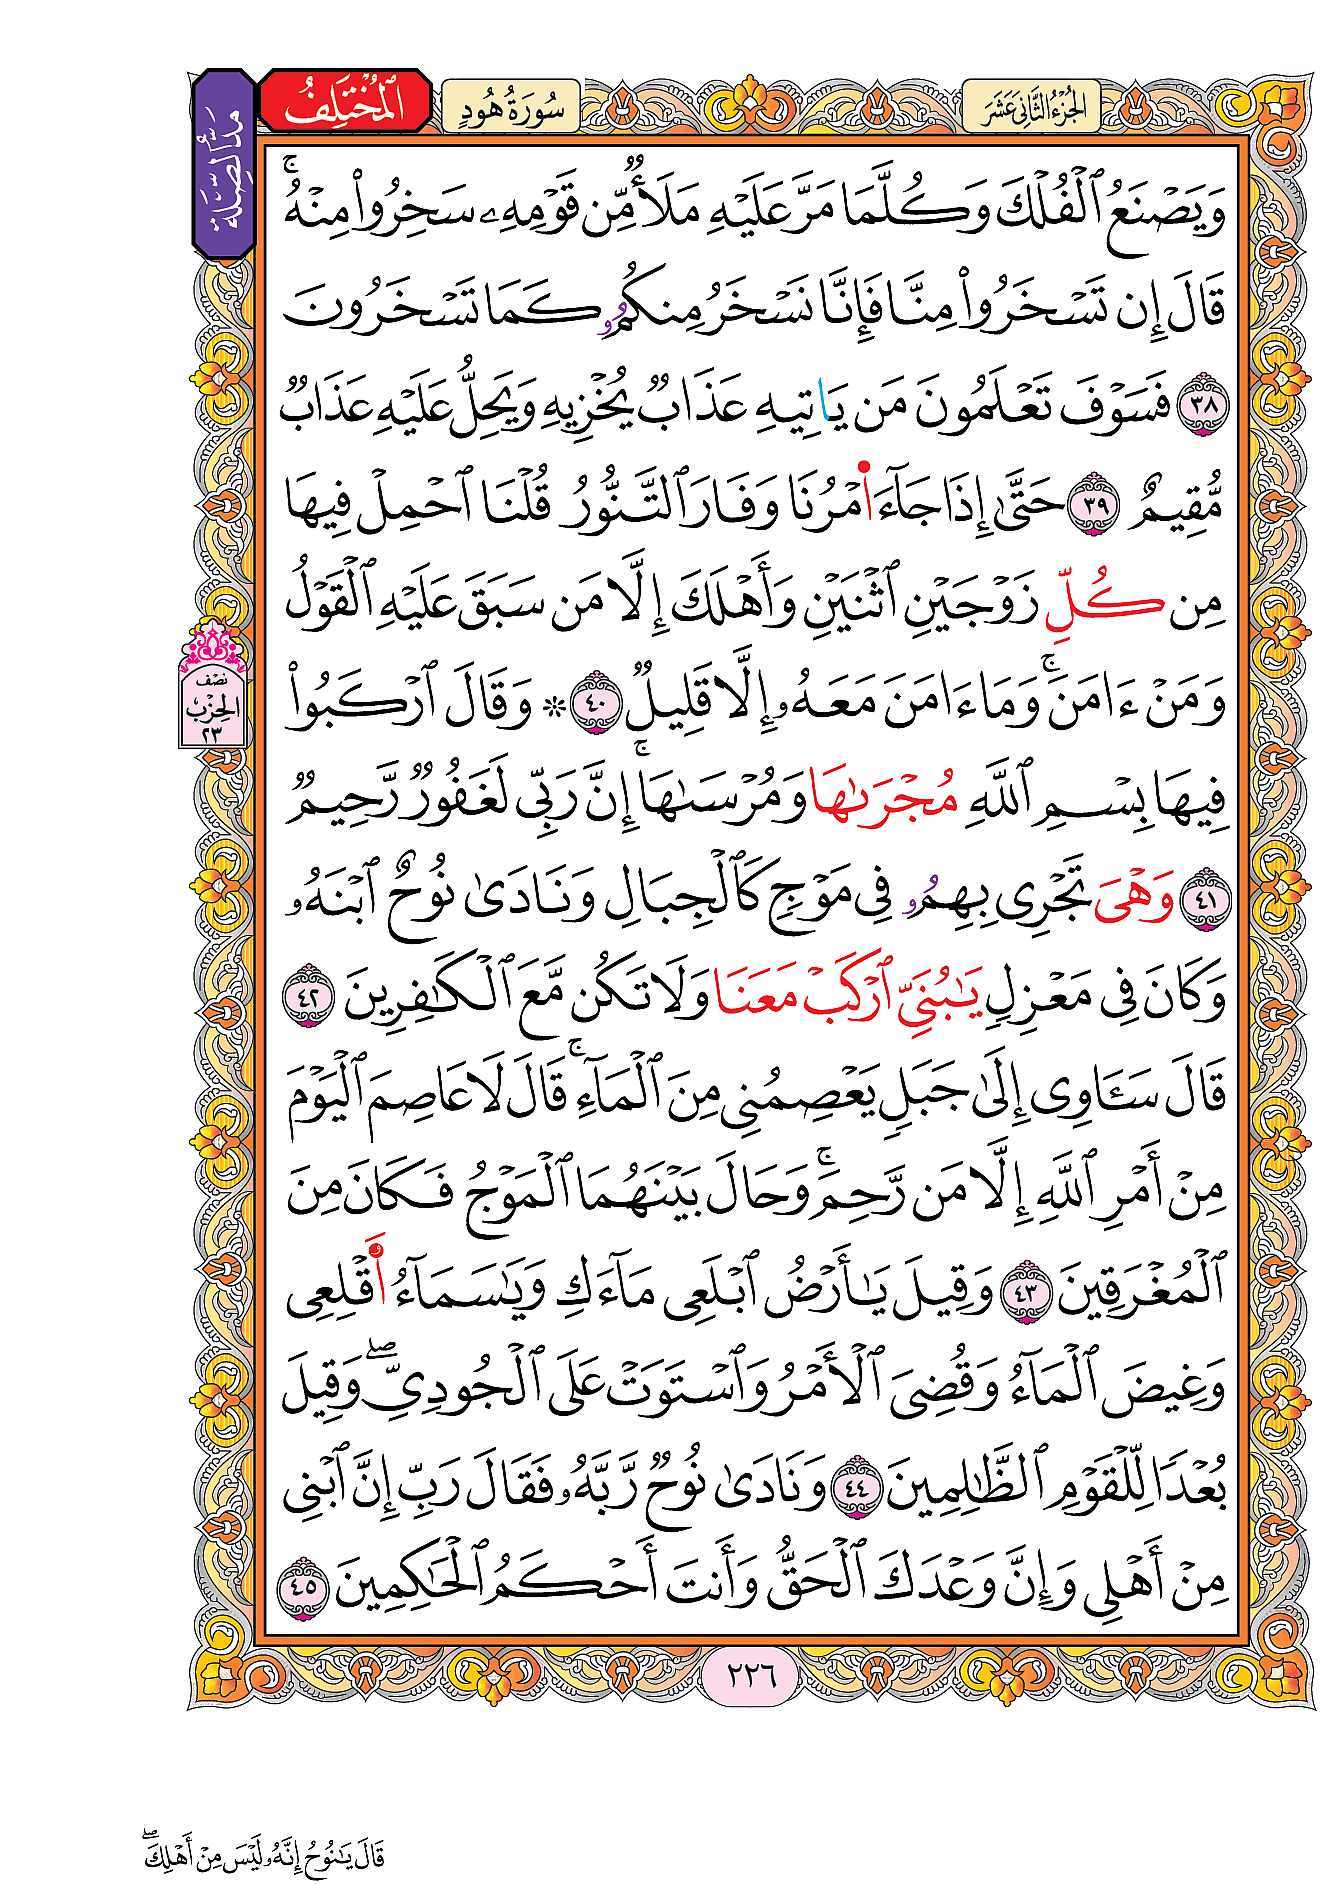 الجُزْءُ الثَّانِي عَشَرَ
سُورَةُ هُودٍ
المُخْتَلِفُ
مَدُّ الصِّلَة
وَيَصْنَعُ ٱلْفُلْكَ وَكُلَّمَا مَرَّ عَلَيْهِ مَلَأٌ مِّن قَوْمِهِۦ سَخِرُوا۟ مِنْهُ ۚ
قَالَ إِن تَسْخَرُوا۟ مِنَّا فَإِنَّا نَسْخَرُ مِنكُمُۥ كَمَا تَسْخَرُونَ
٣٨ فَسَوْفَ تَعْلَمُونَ مَن يَاتِيهِ عَذَابٌ يُخْزِيهِ وَيَحِلُّ عَلَيْهِ عَذَابٌ
مُّقِيمٌ ٣٩ حَتَّىٰ إِذَا جَآءَ ا۬مْرُنَا وَفَارَ ٱلتَّنُّورُ قُلْنَا ٱحْمِلْ فِيهَا
مِن كُلِّ زَوْجَيْنِ ٱثْنَيْنِ وَأَهْلَكَ إِلَّا مَن سَبَقَ عَلَيْهِ ٱلْقَوْلُ
وَمَنْ ءَامَنَ ۚ وَمَا ءَامَنَ مَعَهُۥ إِلَّا قَلِيلٌ ٤٠ * وَقَالَ ٱرْكَبُوا۟
فِيهَا بِسْمِ ٱللَّهِ مُجْرَىٰهَا وَمُرْسَىٰهَا ۚ إِنَّ رَبِّى لَغَفُورٌ رَّحِيمٌ
٤١ وَهْىَ تَجْرِى بِهِمُۥ فِى مَوْجٍ كَٱلْجِبَالِ وَنَادَىٰ نُوحٌ ٱبْنَهُۥ
وَكَانَ فِى مَعْزِلٍ يَٰبُنَىِّ ٱرْكَبْ مَعَنَا وَلَا تَكُن مَّعَ ٱلْكَٰفِرِينَ ٤٢
قَالَ سَـَٔاوِى إِلَىٰ جَبَلٍ يَعْصِمُنِى مِنَ ٱلْمَآءِ ۚ قَالَ لَا عَاصِمَ ٱلْيَوْمَ
مِنْ أَمْرِ ٱللَّهِ إِلَّا مَن رَّحِمَ ۚ وَحَالَ بَيْنَهُمَا ٱلْمَوْجُ فَكَانَ مِنَ
ٱلْمُغْرَقِينَ ٤٣ وَقِيلَ يَٰٓأَرْضُ ٱبْلَعِى مَآءَكِ وَيَٰسَمَآءُ اَ۬قْلِعِى
وَغِيضَ ٱلْمَآءُ وَقُضِىَ ٱلْأَمْرُ وَٱسْتَوَتْ عَلَى ٱلْجُودِىِّ ۖ وَقِيلَ
بُعْدًا لِّلْقَوْمِ ٱلظَّٰلِمِينَ ٤٤ وَنَادَىٰ نُوحٌ رَّبَّهُۥ فَقَالَ رَبِّ إِنَّ ٱبْنِى
مِنْ أَهْلِى وَإِنَّ وَعْدَكَ ٱلْحَقُّ وَأَنتَ أَحْكَمُ ٱلْحَٰكِمِينَ ٤٥
نصف
الحِزْب
٢٣
٢٢٦
قَالَ يَٰنُوحُ إِنَّهُۥ لَيْسَ مِنْ أَهْلِكَ ۖ